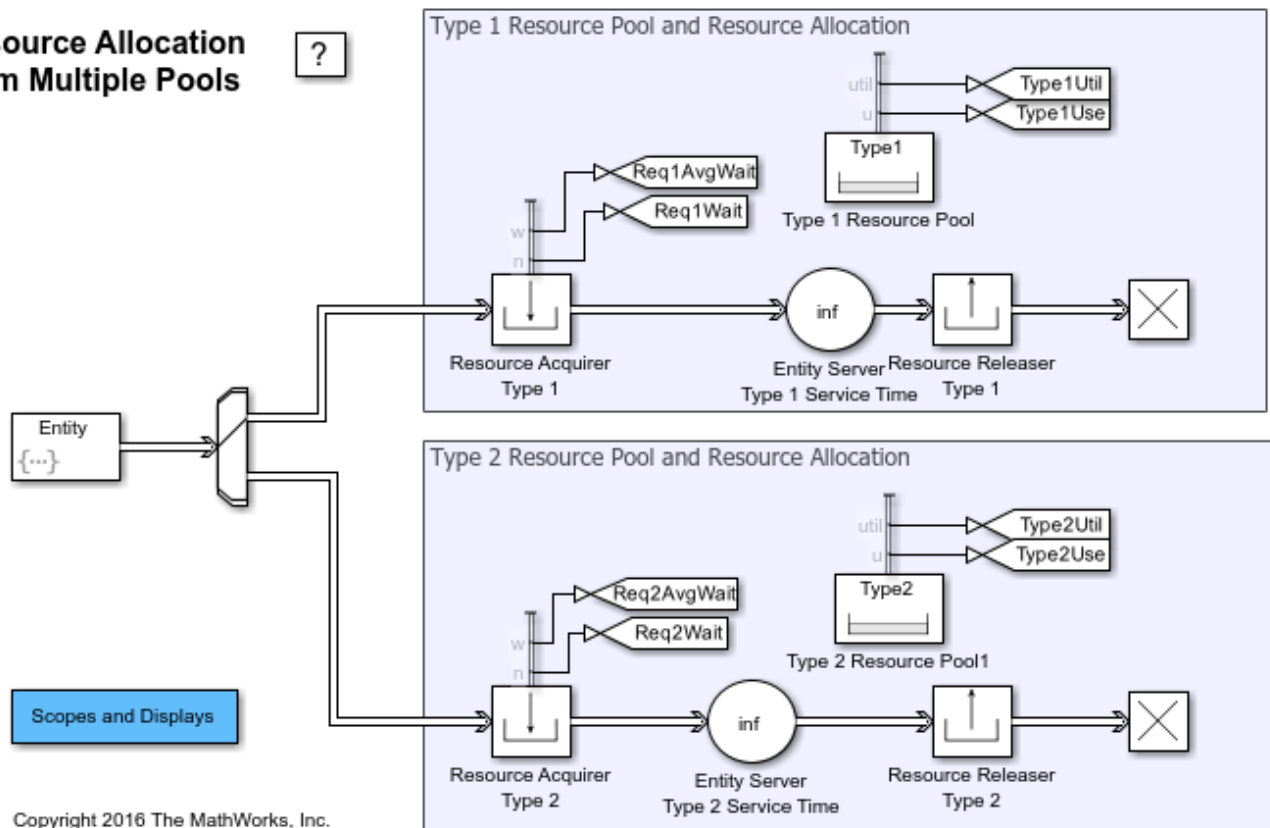 ource Allocation
m Multiple Pools
?
Type 1 Resource Pool and Resource Allocation
util
Type1Util
u
Type1Use
Type1
Type 1 Resource Pool
Req1AvgWait
Req1Wait
w
n
inf
Resource Acquirer
Type 1
Entity Server
Type 1 Service Time
Resource Releaser
Type 1
Entity
{...}
Type 2 Resource Pool and Resource Allocation
util
Type2Util
u
Type2Use
Type2
Type 2 Resource Pool1
Req2AvgWait
Req2Wait
w
n
inf
Resource Acquirer
Type 2
Entity Server
Type 2 Service Time
Resource Releaser
Type 2
Scopes and Displays
Copyright 2016 The MathWorks, Inc.